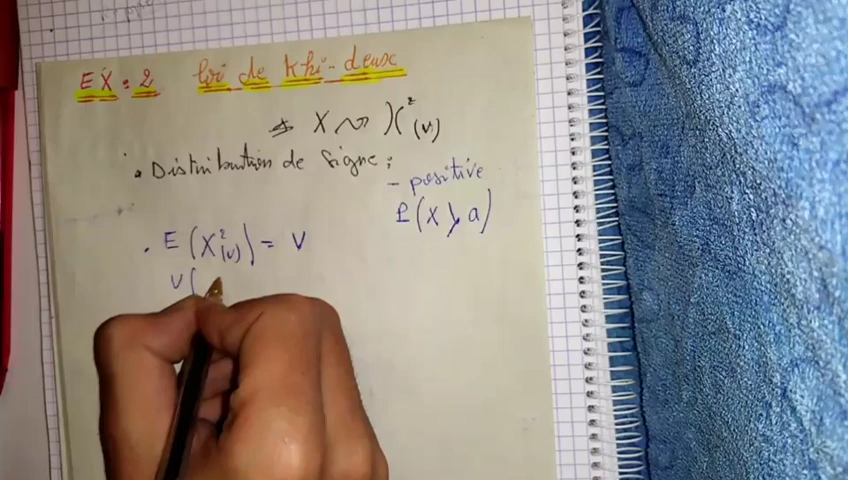 EX: 2 loi de khi-deux
X ⤳ χ²(v)
. Distribution de Signe:
- positive
P(X > a)
. E(X²(v)) = V
V(